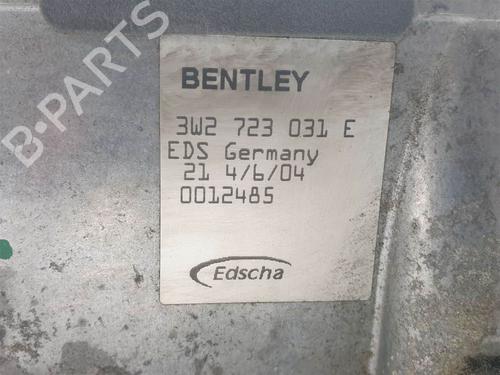 B-PARTS
BENTLEY
3W2 723 031 E
EDS Germany
21 4/6/04
0012485
Edscha